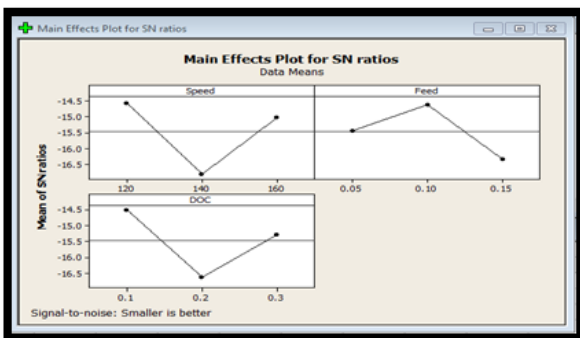 Main Effects Plot for SN ratios
Main Effects Plot for SN ratios
Data Means
Speed Feed
-14.5
-15.0
-15.5
-16.0
-16.5
120 140 160 0.05 0.10 0.15
DOC
-14.5
-15.0
-15.5
-16.0
-16.5
0.1 0.2 0.3
Mean of SN ratios
Signal-to-noise: Smaller is better